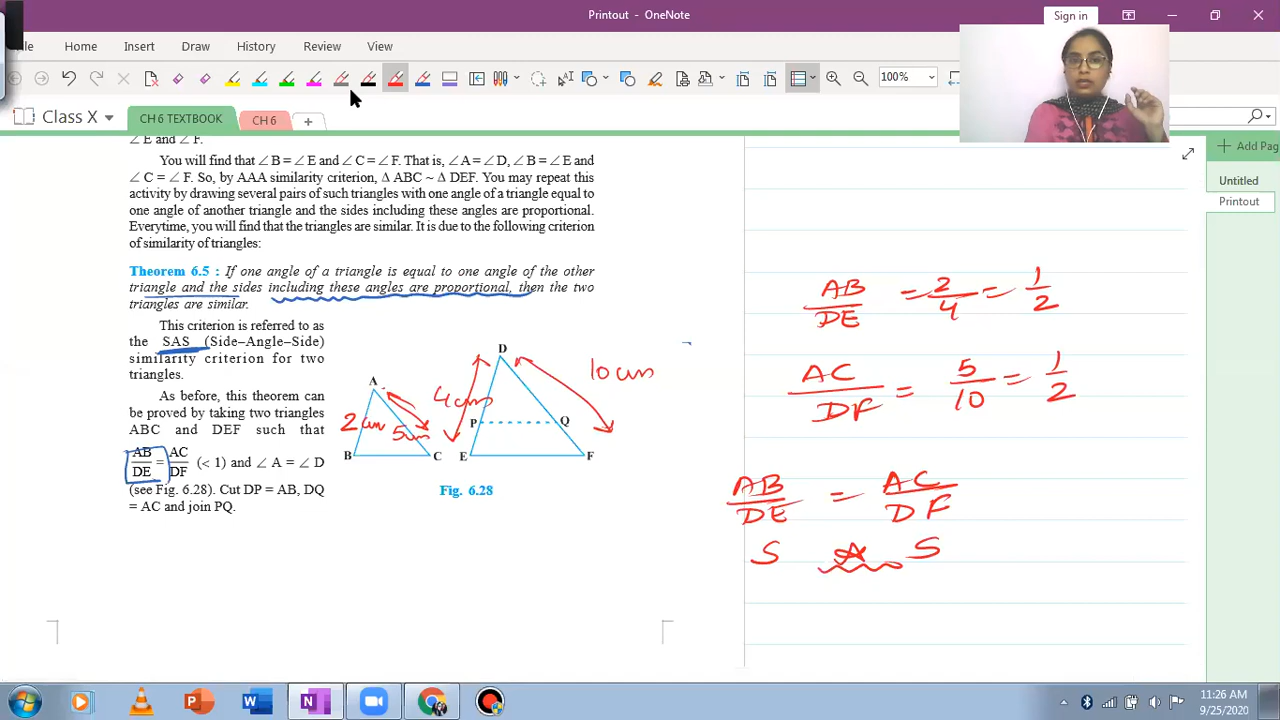 Printout - OneNote
Sign in
File Home Insert Draw History Review View
100%
Class X
CH 6 TEXTBOOK
CH 6
Add Pag
Untitled
Printout
∠ E and ∠ F.
You will find that ∠ B = ∠ E and ∠ C = ∠ F. That is, ∠ A = ∠ D, ∠ B = ∠ E and
∠ C = ∠ F. So, by AAA similarity criterion, Δ ABC ~ Δ DEF. You may repeat this
activity by drawing several pairs of such triangles with one angle of a triangle equal to
one angle of another triangle and the sides including these angles are proportional.
Everytime, you will find that the triangles are similar. It is due to the following criterion
of similarity of triangles:
Theorem 6.5 : If one angle of a triangle is equal to one angle of the other
triangle and the sides including these angles are proportional, then the two
triangles are similar.
This criterion is referred to as
the SAS (Side–Angle–Side)
similarity criterion for two
triangles.
As before, this theorem can
be proved by taking two triangles
ABC and DEF such that
AB/DE = AC/DF (< 1) and ∠ A = ∠ D
(see Fig. 6.28). Cut DP = AB, DQ
= AC and join PQ.
A
B
C
2 cm
5 cm
D
P
Q
E
F
4 cm
10 cm
Fig. 6.28
AB/DE = 2/4 = 1/2
AC/DF = 5/10 = 1/2
AB/DE = AC/DF
S A S
11:26 AM
9/25/2020